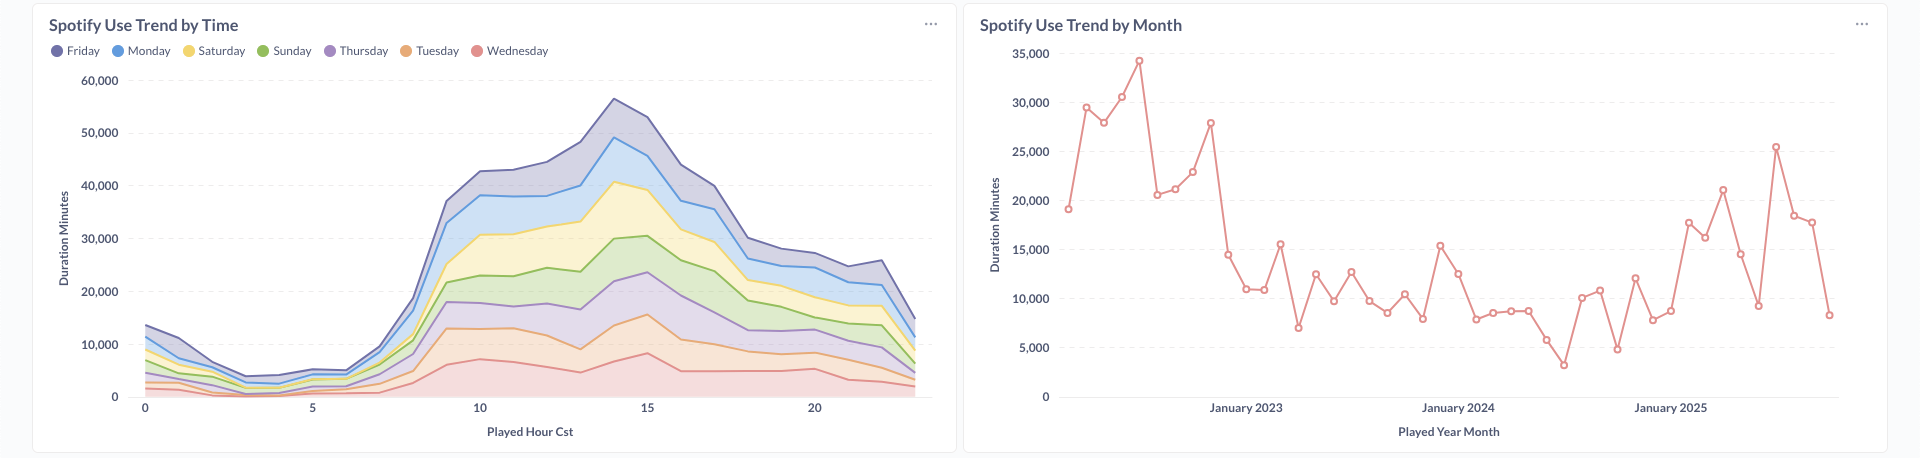 Spotify Use Trend by Time
Friday Monday Saturday Sunday Thursday Tuesday Wednesday
60,000
50,000
40,000
30,000
20,000
10,000
0
Duration Minutes
0 5 10 15 20
Played Hour Cst
Spotify Use Trend by Month
35,000
30,000
25,000
20,000
15,000
10,000
5,000
0
Duration Minutes
January 2023 January 2024 January 2025
Played Year Month